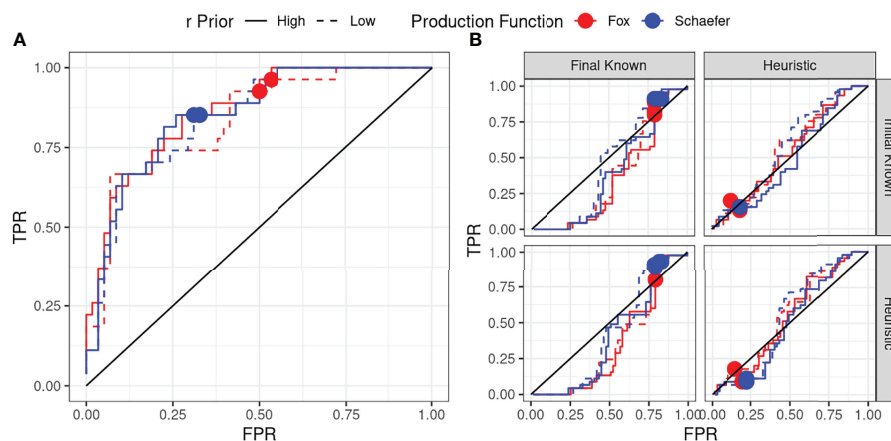 r Prior High Low Production Function Fox Schaefer
A
B
Final Known Heuristic
1.00
0.75
0.50
0.25
0.00
TPR
0.00 0.25 0.50 0.75 1.00
FPR
1.00
0.75
0.50
0.25
0.00
Initial Known
TPR
1.00
0.75
0.50
0.25
0.00
Heuristic
0.00 0.25 0.50 0.75 1.00 0.00 0.25 0.50 0.75 1.00
FPR